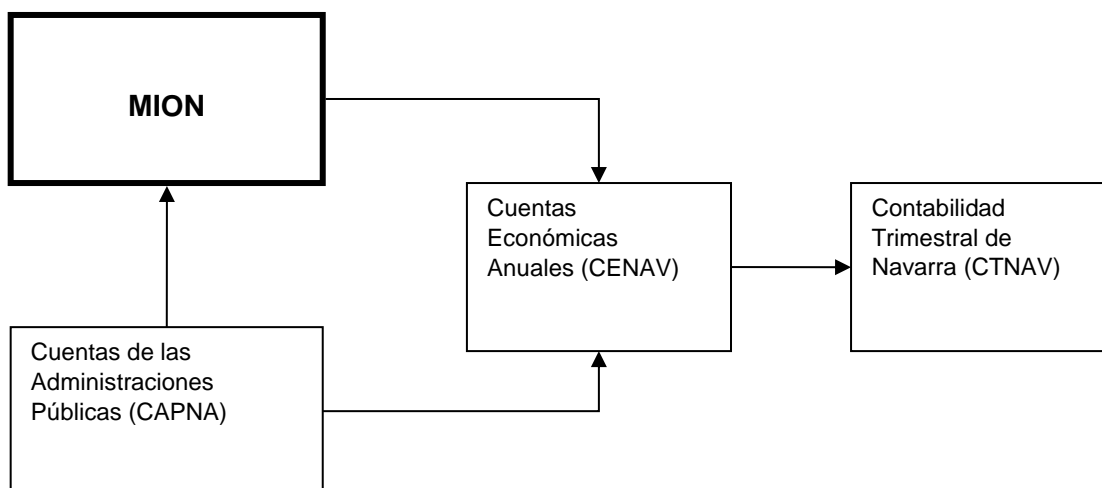 MION
Cuentas
Económicas
Anuales (CENAV)
Contabilidad
Trimestral de
Navarra (CTNAV)
Cuentas de las
Administraciones
Públicas (CAPNA)